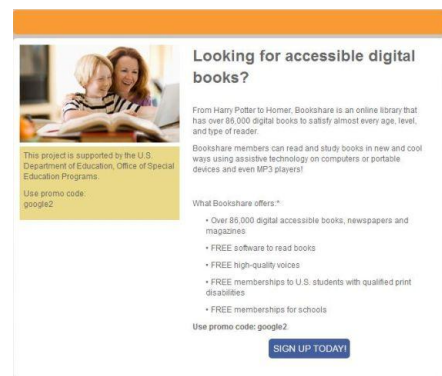 Looking for accessible digital
books?
From Harry Potter to Homer, Bookshare is an online library that
has over 86,000 digital books to satisfy almost every age, level,
and type of reader.
Bookshare members can read and study books in new and cool
ways using assistive technology on computers or portable
devices and even MP3 players!
What Bookshare offers:*
• Over 86,000 digital accessible books, newspapers and
magazines
• FREE software to read books
• FREE high-quality voices
• FREE memberships to U.S. students with qualified print
disabilities
• FREE memberships for schools
Use promo code: google2
SIGN UP TODAY!
This project is supported by the U.S.
Department of Education, Office of Special
Education Programs.
Use promo code:
google2